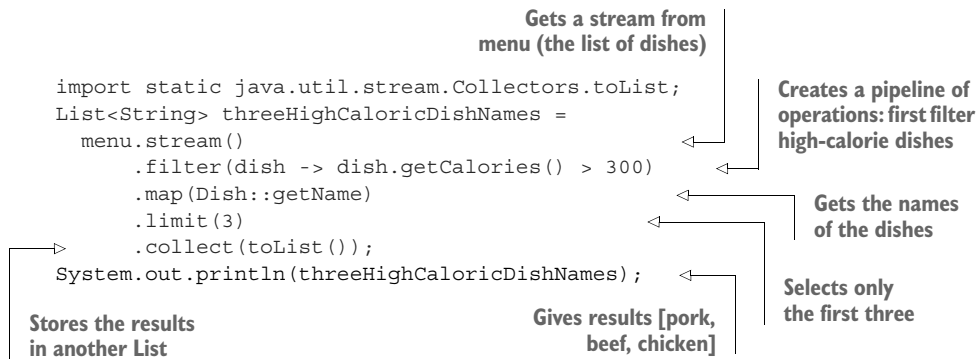 Gets a stream from
menu (the list of dishes)
import static java.util.stream.Collectors.toList;
List<String> threeHighCaloricDishNames =
menu.stream()
.filter(dish -> dish.getCalories() > 300)
.map(Dish::getName)
.limit(3)
.collect(toList());
System.out.println(threeHighCaloricDishNames);
Creates a pipeline of
operations: first filter
high-calorie dishes
Gets the names
of the dishes
Selects only
the first three
Stores the results
in another List
Gives results [pork,
beef, chicken]